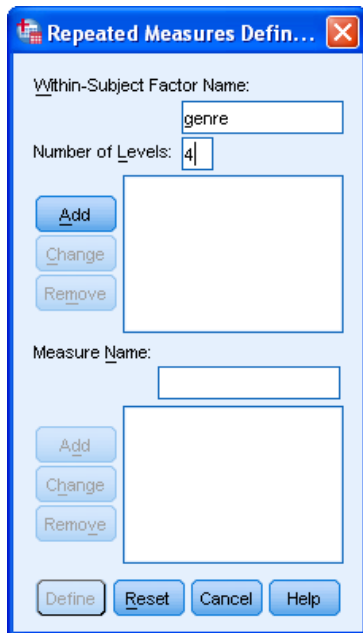 Repeated Measures Defin...
Within-Subject Factor Name:
genre
Number of Levels: 4
Add
Change
Remove
Measure Name:
Add
Change
Remove
Define Reset Cancel Help